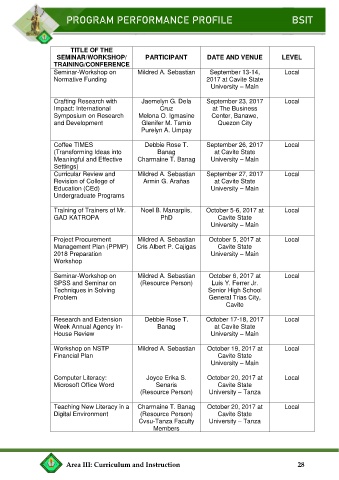 PROGRAM PERFORMANCE PROFILE BSIT
TITLE OF THE SEMINAR/WORKSHOP/ TRAINING/CONFERENCE PARTICIPANT DATE AND VENUE LEVEL
Seminar-Workshop on Mildred A. Sebastian September 13-14, Local
Normative Funding 2017 at Cavite State
University – Main
Crafting Research with Jaemelyn G. Dela September 23, 2017 Local
Impact: International Cruz at The Business
Symposium on Research Melona O. Igmasine Center, Banawe,
and Development Glenifer M. Tamio Quezon City
Purelyn A. Umpay
Coffee TIMES Debbie Rose T. September 26, 2017 Local
(Transforming Ideas into Banag at Cavite State
Meaningful and Effective Charmaine T. Banag University – Main
Settings)
Curricular Review and Mildred A. Sebastian September 27, 2017 Local
Revision of College of Armin G. Arañas at Cavite State
Education (CEd) University – Main
Undergraduate Programs
Training of Trainers of Mr. Noel B. Manarpiis, October 5-6, 2017 at Local
GAD KATROPA PhD Cavite State
University – Main
Project Procurement Mildred A. Sebastian October 5, 2017 at Local
Management Plan (PPMP) Cris Albert P. Cajigas Cavite State
2018 Preparation University – Main
Workshop
Seminar-Workshop on Mildred A. Sebastian October 6, 2017 at Local
SPSS and Seminar on (Resource Person) Luis Y. Ferrer Jr.
Techniques in Solving Senior High School
Problem General Trias City,
Cavite
Research and Extension Debbie Rose T. October 17-18, 2017 Local
Week Annual Agency In- Banag at Cavite State
House Review University – Main
Workshop on NSTP Mildred A. Sebastian October 19, 2017 at Local
Financial Plan Cavite State
University – Main
Computer Literacy: Joyce Erika S. October 20, 2017 at Local
Microsoft Office Word Senaris Cavite State
(Resource Person) University – Tanza
Teaching New Literacy in a Charmaine T. Banag October 20, 2017 at Local
Digital Environment (Resource Person) Cavite State
Cvsu-Tanza Faculty University – Tanza
Members
Area III: Curriculum and Instruction 28